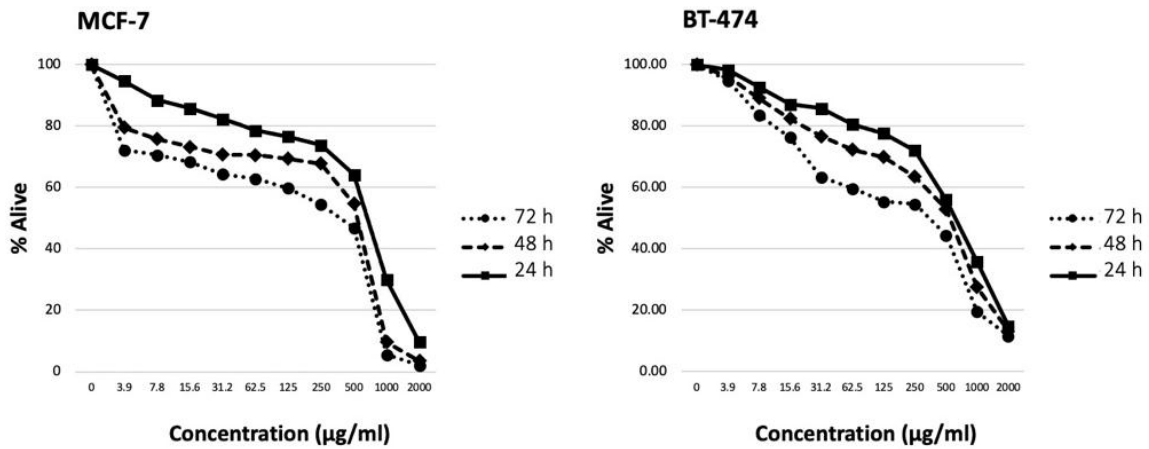 MCF-7
100
80
60
40
20
0
% Alive
0 3.9 7.8 15.6 31.2 62.5 125 250 500 1000 2000
Concentration (µg/ml)
72 h
48 h
24 h
BT-474
100.00
80.00
60.00
40.00
20.00
0.00
% Alive
0 3.9 7.8 15.6 31.2 62.5 125 250 500 1000 2000
Concentration (µg/ml)
72 h
48 h
24 h